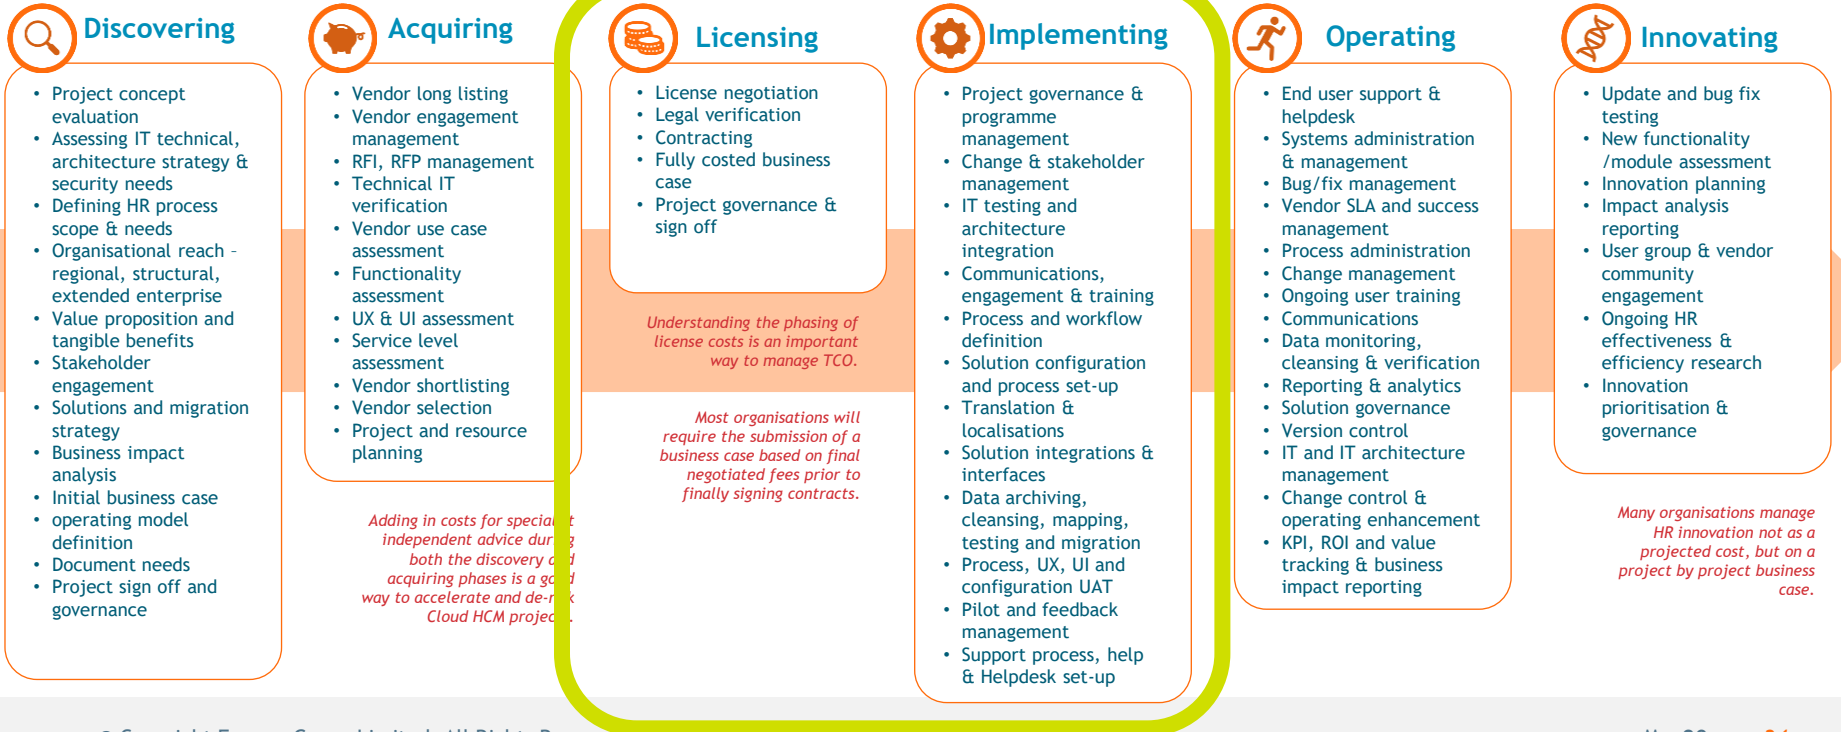 Discovering
• Project concept
evaluation
• Assessing IT technical,
architecture strategy &
security needs
• Defining HR process
scope & needs
• Organisational reach –
regional, structural,
extended enterprise
• Value proposition and
tangible benefits
• Stakeholder
engagement
• Solutions and migration
strategy
• Business impact
analysis
• Initial business case
• operating model
definition
• Document needs
• Project sign off and
governance
Acquiring
• Vendor long listing
• Vendor engagement
management
• RFI, RFP management
• Technical IT
verification
• Vendor use case
assessment
• Functionality
assessment
• UX & UI assessment
• Service level
assessment
• Vendor shortlisting
• Vendor selection
• Project and resource
planning
Adding in costs for specialist
independent advice during
both the discovery and
acquiring phases is a good
way to accelerate and de-risk
Cloud HCM projects.
Licensing
• License negotiation
• Legal verification
• Contracting
• Fully costed business
case
• Project governance &
sign off
Understanding the phasing of
license costs is an important
way to manage TCO.
Most organisations will
require the submission of a
business case based on final
negotiated fees prior to
finally signing contracts.
Implementing
• Project governance &
programme
management
• Change & stakeholder
management
• IT testing and
architecture
integration
• Communications,
engagement & training
• Process and workflow
definition
• Solution configuration
and process set-up
• Translation &
localisations
• Solution integrations &
interfaces
• Data archiving,
cleansing, mapping,
testing and migration
• Process, UX, UI and
configuration UAT
• Pilot and feedback
management
• Support process, help
& Helpdesk set-up
Operating
• End user support &
helpdesk
• Systems administration
& management
• Bug/fix management
• Vendor SLA and success
management
• Process administration
• Change management
• Ongoing user training
• Communications
• Data monitoring,
cleansing & verification
• Reporting & analytics
• Solution governance
• Version control
• IT and IT architecture
management
• Change control &
operating enhancement
• KPI, ROI and value
tracking & business
impact reporting
Innovating
• Update and bug fix
testing
• New functionality
/module assessment
• Innovation planning
• Impact analysis
reporting
• User group & vendor
community
engagement
• Ongoing HR
effectiveness &
efficiency research
• Innovation
prioritisation &
governance
Many organisations manage
HR innovation not as a
projected cost, but on a
project by project business
case.